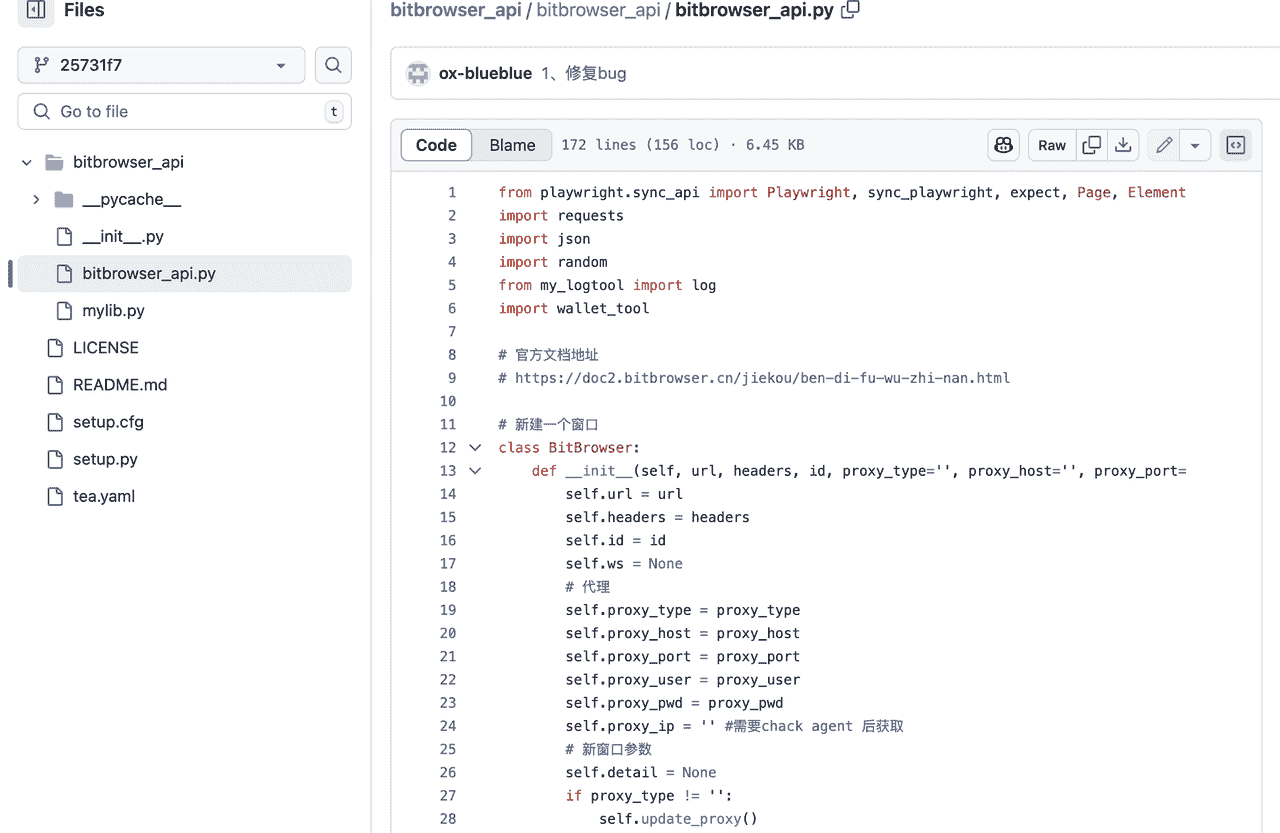 Files
25731f7
Go to file
t
bitbrowser_api
__pycache__
__init__.py
bitbrowser_api.py
mylib.py
LICENSE
README.md
setup.cfg
setup.py
tea.yaml
bitbrowser_api / bitbrowser_api / bitbrowser_api.py
ox-blueblue 1、修复bug
Code Blame 172 lines (156 loc) · 6.45 KB Raw
1 from playwright.sync_api import Playwright, sync_playwright, expect, Page, Element
2 import requests
3 import json
4 import random
5 from my_logtool import log
6 import wallet_tool
7
8 # 官方文档地址
9 # https://doc2.bitbrowser.cn/jiekou/ben-di-fu-wu-zhi-nan.html
10
11 # 新建一个窗口
12 class BitBrowser:
13 def __init__(self, url, headers, id, proxy_type='', proxy_host='', proxy_port=
14 self.url = url
15 self.headers = headers
16 self.id = id
17 self.ws = None
18 # 代理
19 self.proxy_type = proxy_type
20 self.proxy_host = proxy_host
21 self.proxy_port = proxy_port
22 self.proxy_user = proxy_user
23 self.proxy_pwd = proxy_pwd
24 self.proxy_ip = '' #需要chack agent 后获取
25 # 新窗口参数
26 self.detail = None
27 if proxy_type != '':
28 self.update_proxy()